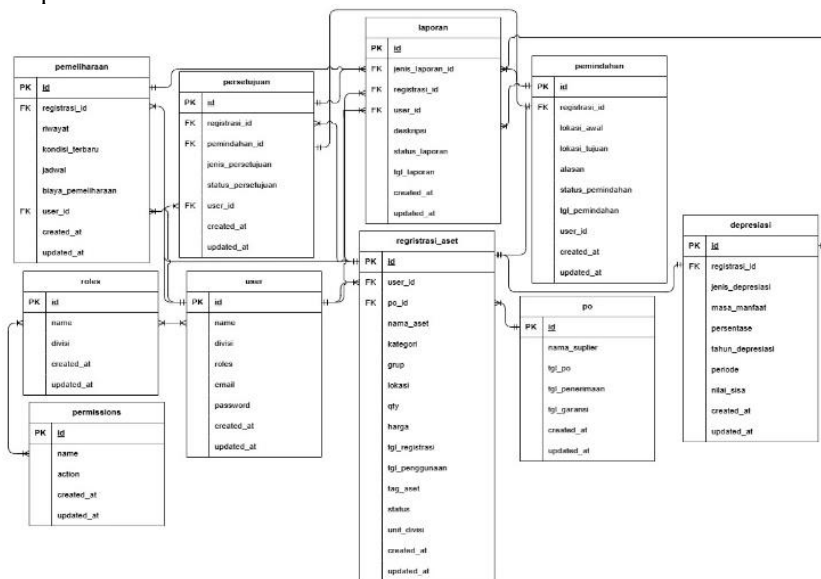 laporan
PK id
FK jenis_laporan_id
FK registrasi_id
FK user_id
deskripsi
status_laporan
tgl_laporan
created_at
updated_at
pemeliharaan
PK id
FK registrasi_id
riwayat
kondisi_terbaru
jadwal
biaya_pemeliharaan
FK user_id
created_at
updated_at
persetujuan
PK id
FK registrasi_id
FK pemindahan_id
jenis_persetujuan
status_persetujuan
FK user_id
created_at
updated_at
pemindahan
PK id
FK registrasi_id
lokasi_awal
lokasi_tujuan
alasan
status_pemindahan
tgl_pemindahan
user_id
created_at
updated_at
depresiasi
PK id
FK registrasi_id
jenis_depresiasi
masa_manfaat
persentase
tahun_depresiasi
periode
nilai_sisa
created_at
updated_at
regristrasi_aset
PK id
FK user_id
FK po_id
nama_aset
kategori
grup
lokasi
qty
harga
tgl_registrasi
tgl_penggunaan
tag_aset
status
unit_divisi
created_at
updated_at
roles
PK id
name
divisi
created_at
updated_at
user
PK id
name
divisi
roles
email
password
created_at
updated_at
po
PK id
nama_suplier
tgl_po
tgl_penerimaan
tgl_garansi
created_at
updated_at
permissions
PK id
name
action
created_at
updated_at